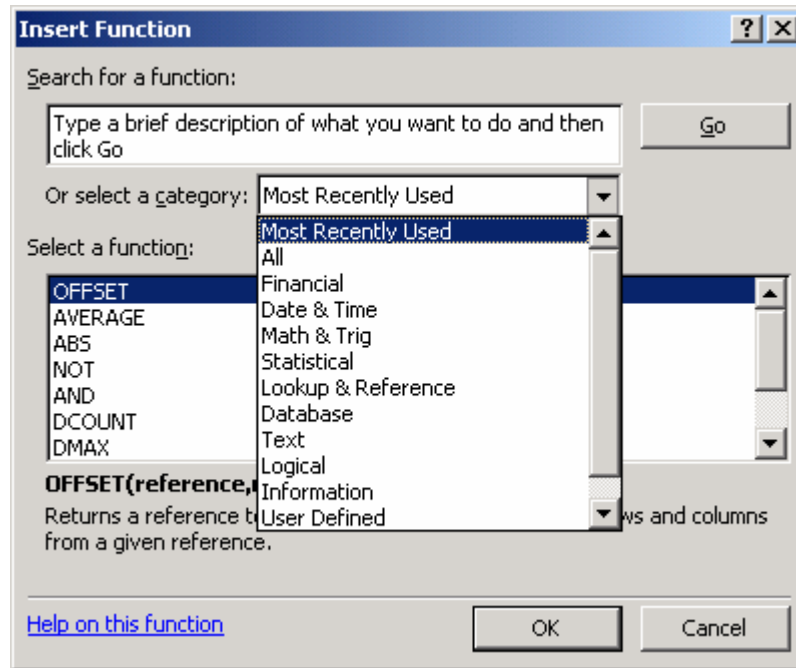 Insert Function
Search for a function:
Type a brief description of what you want to do and then
click Go
Go
Or select a category:
Most Recently Used
Most Recently Used
All
Financial
Date & Time
Math & Trig
Statistical
Lookup & Reference
Database
Text
Logical
Information
User Defined
Select a function:
OFFSET
AVERAGE
ABS
NOT
AND
DCOUNT
DMAX
OFFSET(reference,
Returns a reference ws and columns
from a given reference.
Help on this function
OK
Cancel